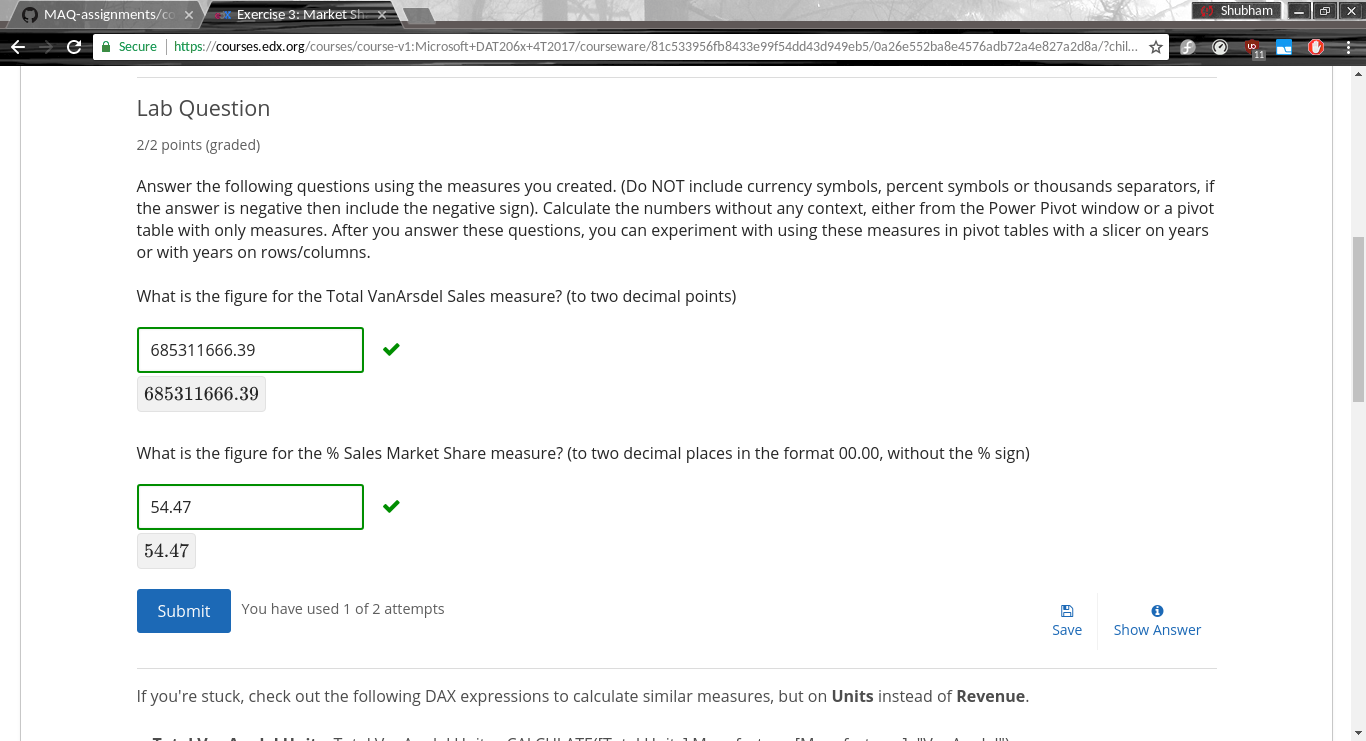 MAQ-assignments/co
Exercise 3: Market Sh
Shubham
Secure
https://courses.edx.org/courses/course-v1:Microsoft+DAT206x+4T2017/courseware/81c533956fb8433e99f54dd43d949eb5/0a26e552ba8e4576adb72a4e827a2d8a/?chil...
11
Lab Question
2/2 points (graded)
Answer the following questions using the measures you created. (Do NOT include currency symbols, percent symbols or thousands separators, if
the answer is negative then include the negative sign). Calculate the numbers without any context, either from the Power Pivot window or a pivot
table with only measures. After you answer these questions, you can experiment with using these measures in pivot tables with a slicer on years
or with years on rows/columns.
What is the figure for the Total VanArsdel Sales measure? (to two decimal points)
685311666.39
685311666.39
What is the figure for the % Sales Market Share measure? (to two decimal places in the format 00.00, without the % sign)
54.47
54.47
Submit
You have used 1 of 2 attempts
Save
Show Answer
If you're stuck, check out the following DAX expressions to calculate similar measures, but on Units instead of Revenue.